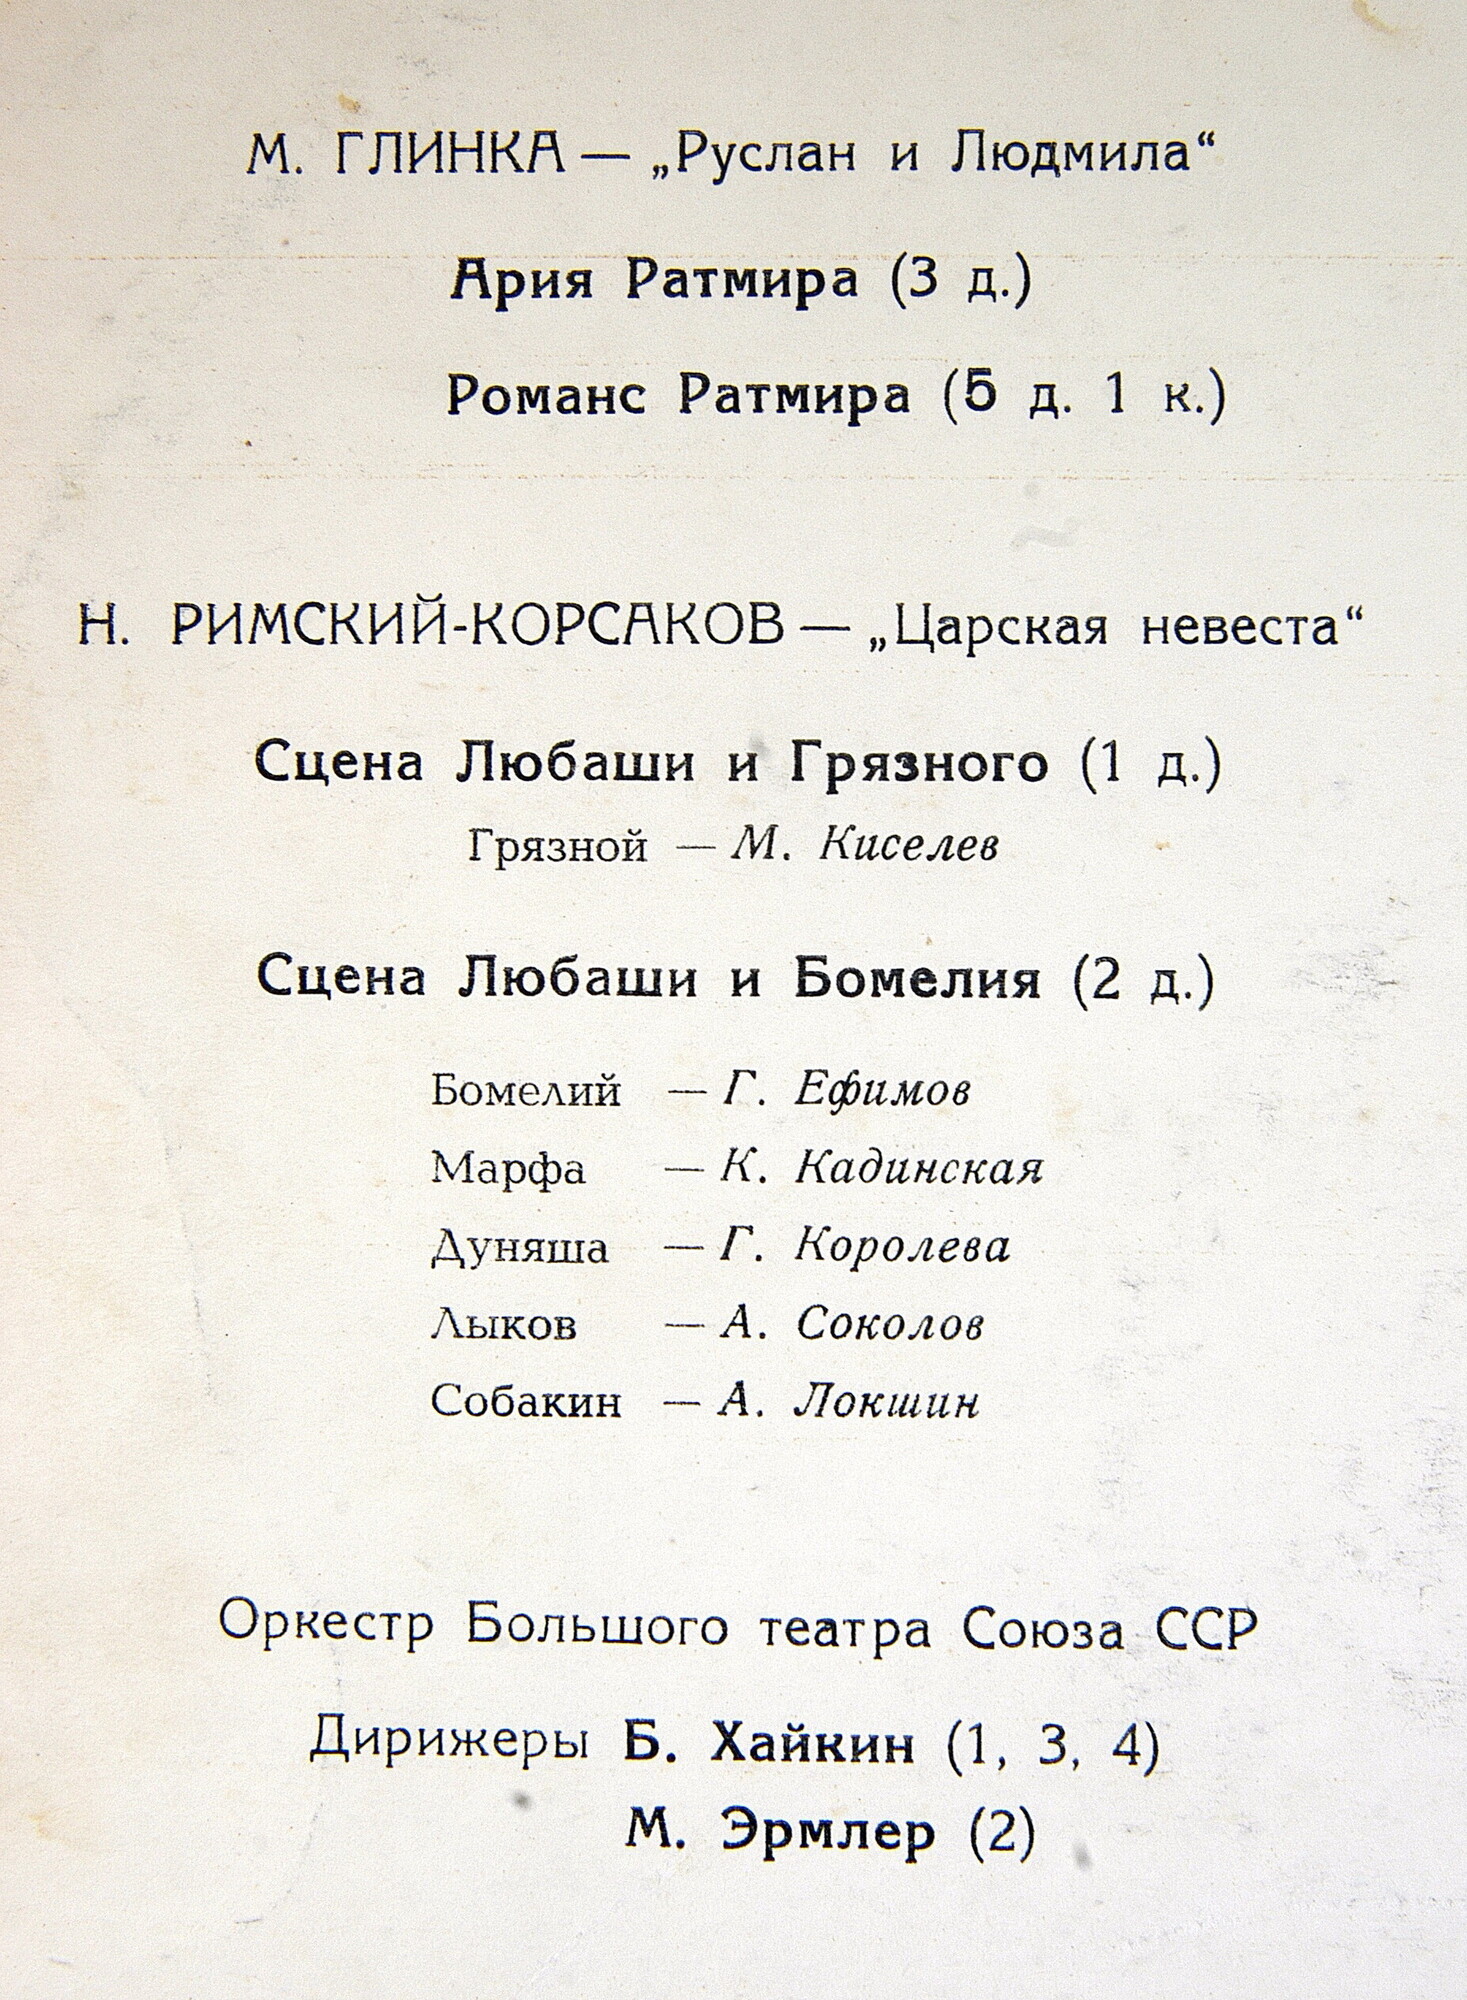 М. ГЛИНКА — „Руслан и Людмила“
Ария Ратмира (3 д.)
Романс Ратмира (5 д. 1 к.)
Н. РИМСКИЙ-КОРСАКОВ — „Царская невеста“
Сцена Любаши и Грязного (1 д.)
Грязной — М. Киселев
Сцена Любаши и Бомелия (2 д.)
Бомелий — Г. Ефимов
Марфа — К. Кадинская
Дуняша — Г. Королева
Лыков — А. Соколов
Собакин — А. Локшин
Оркестр Большого театра Союза ССР
Дирижеры Б. Хайкин (1, 3, 4)
М. Эрмлер (2)